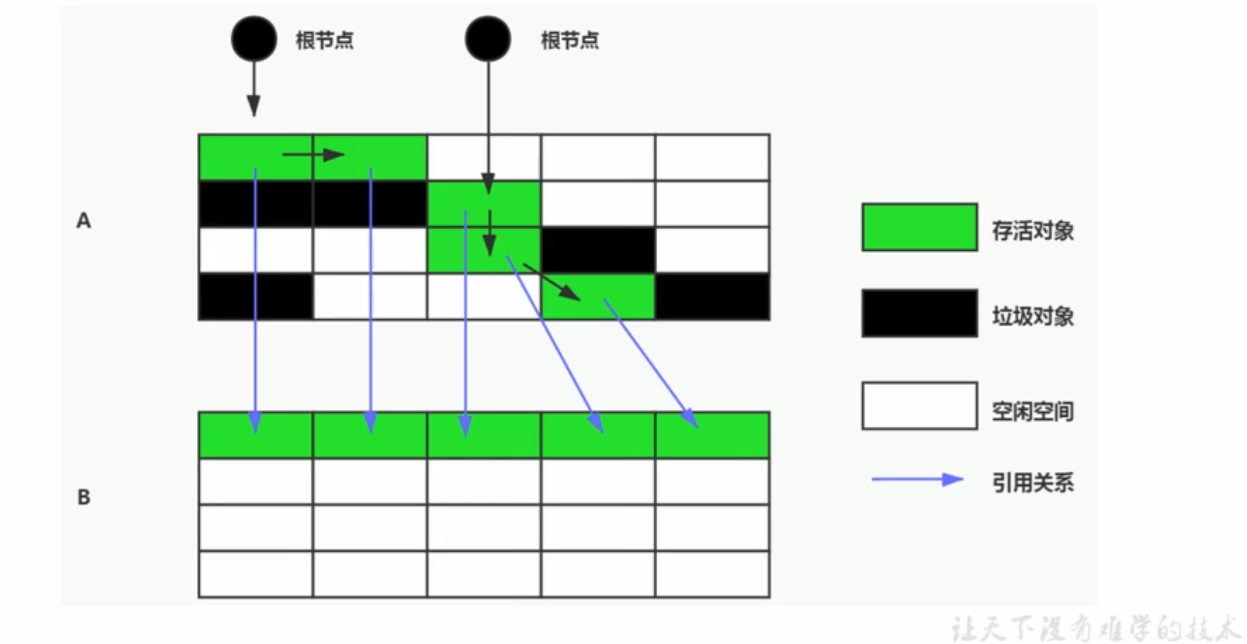 根节点
根节点
A
存活对象
垃圾对象
空闲空间
引用关系
B
让天下没有难学的技术